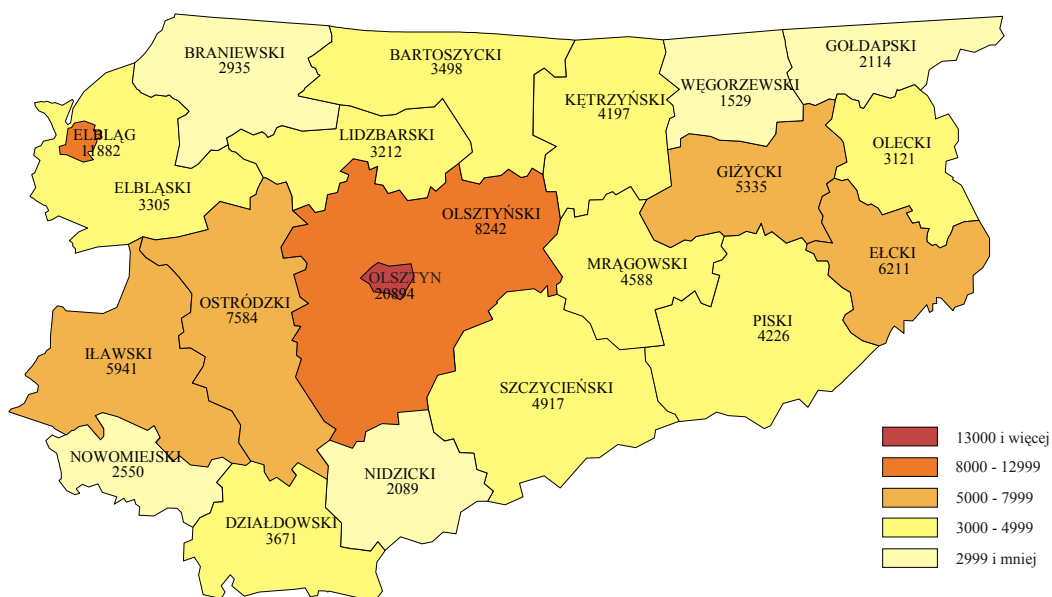 BRANIEWSKI
2935
BARTOSZYCKI
3498
GOŁDAPSKI
2114
WĘGORZEWSKI
1529
KĘTRZYŃSKI
4197
ELBLĄG
11882
LIDZBARSKI
3212
OLECKI
3121
GIŻYCKI
5335
ELBLĄSKI
3305
OLSZTYŃSKI
8242
EŁCKI
6211
MRĄGOWSKI
4588
OLSZTYN
20894
OSTRÓDZKI
7584
PISKI
4226
IŁAWSKI
5941
SZCZYCIEŃSKI
4917
NOWOMIEJSKI
2550
NIDZICKI
2089
DZIAŁDOWSKI
3671
13000 i więcej
8000 - 12999
5000 - 7999
3000 - 4999
2999 i mniej